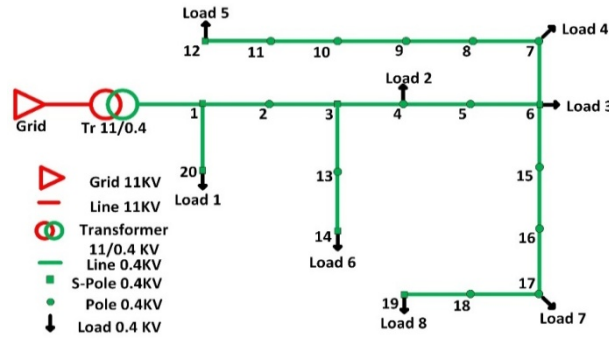 Load 5
Load 4
12
11
10
9
8
7
Load 2
Load 3
Grid
Tr 11/0.4
1
2
3
4
5
6
20
Load 1
13
14
Load 6
15
16
17
Load 7
18
19
Load 8
Grid 11KV
Line 11KV
Transformer
11/0.4 KV
Line 0.4KV
S-Pole 0.4KV
Pole 0.4KV
Load 0.4 KV